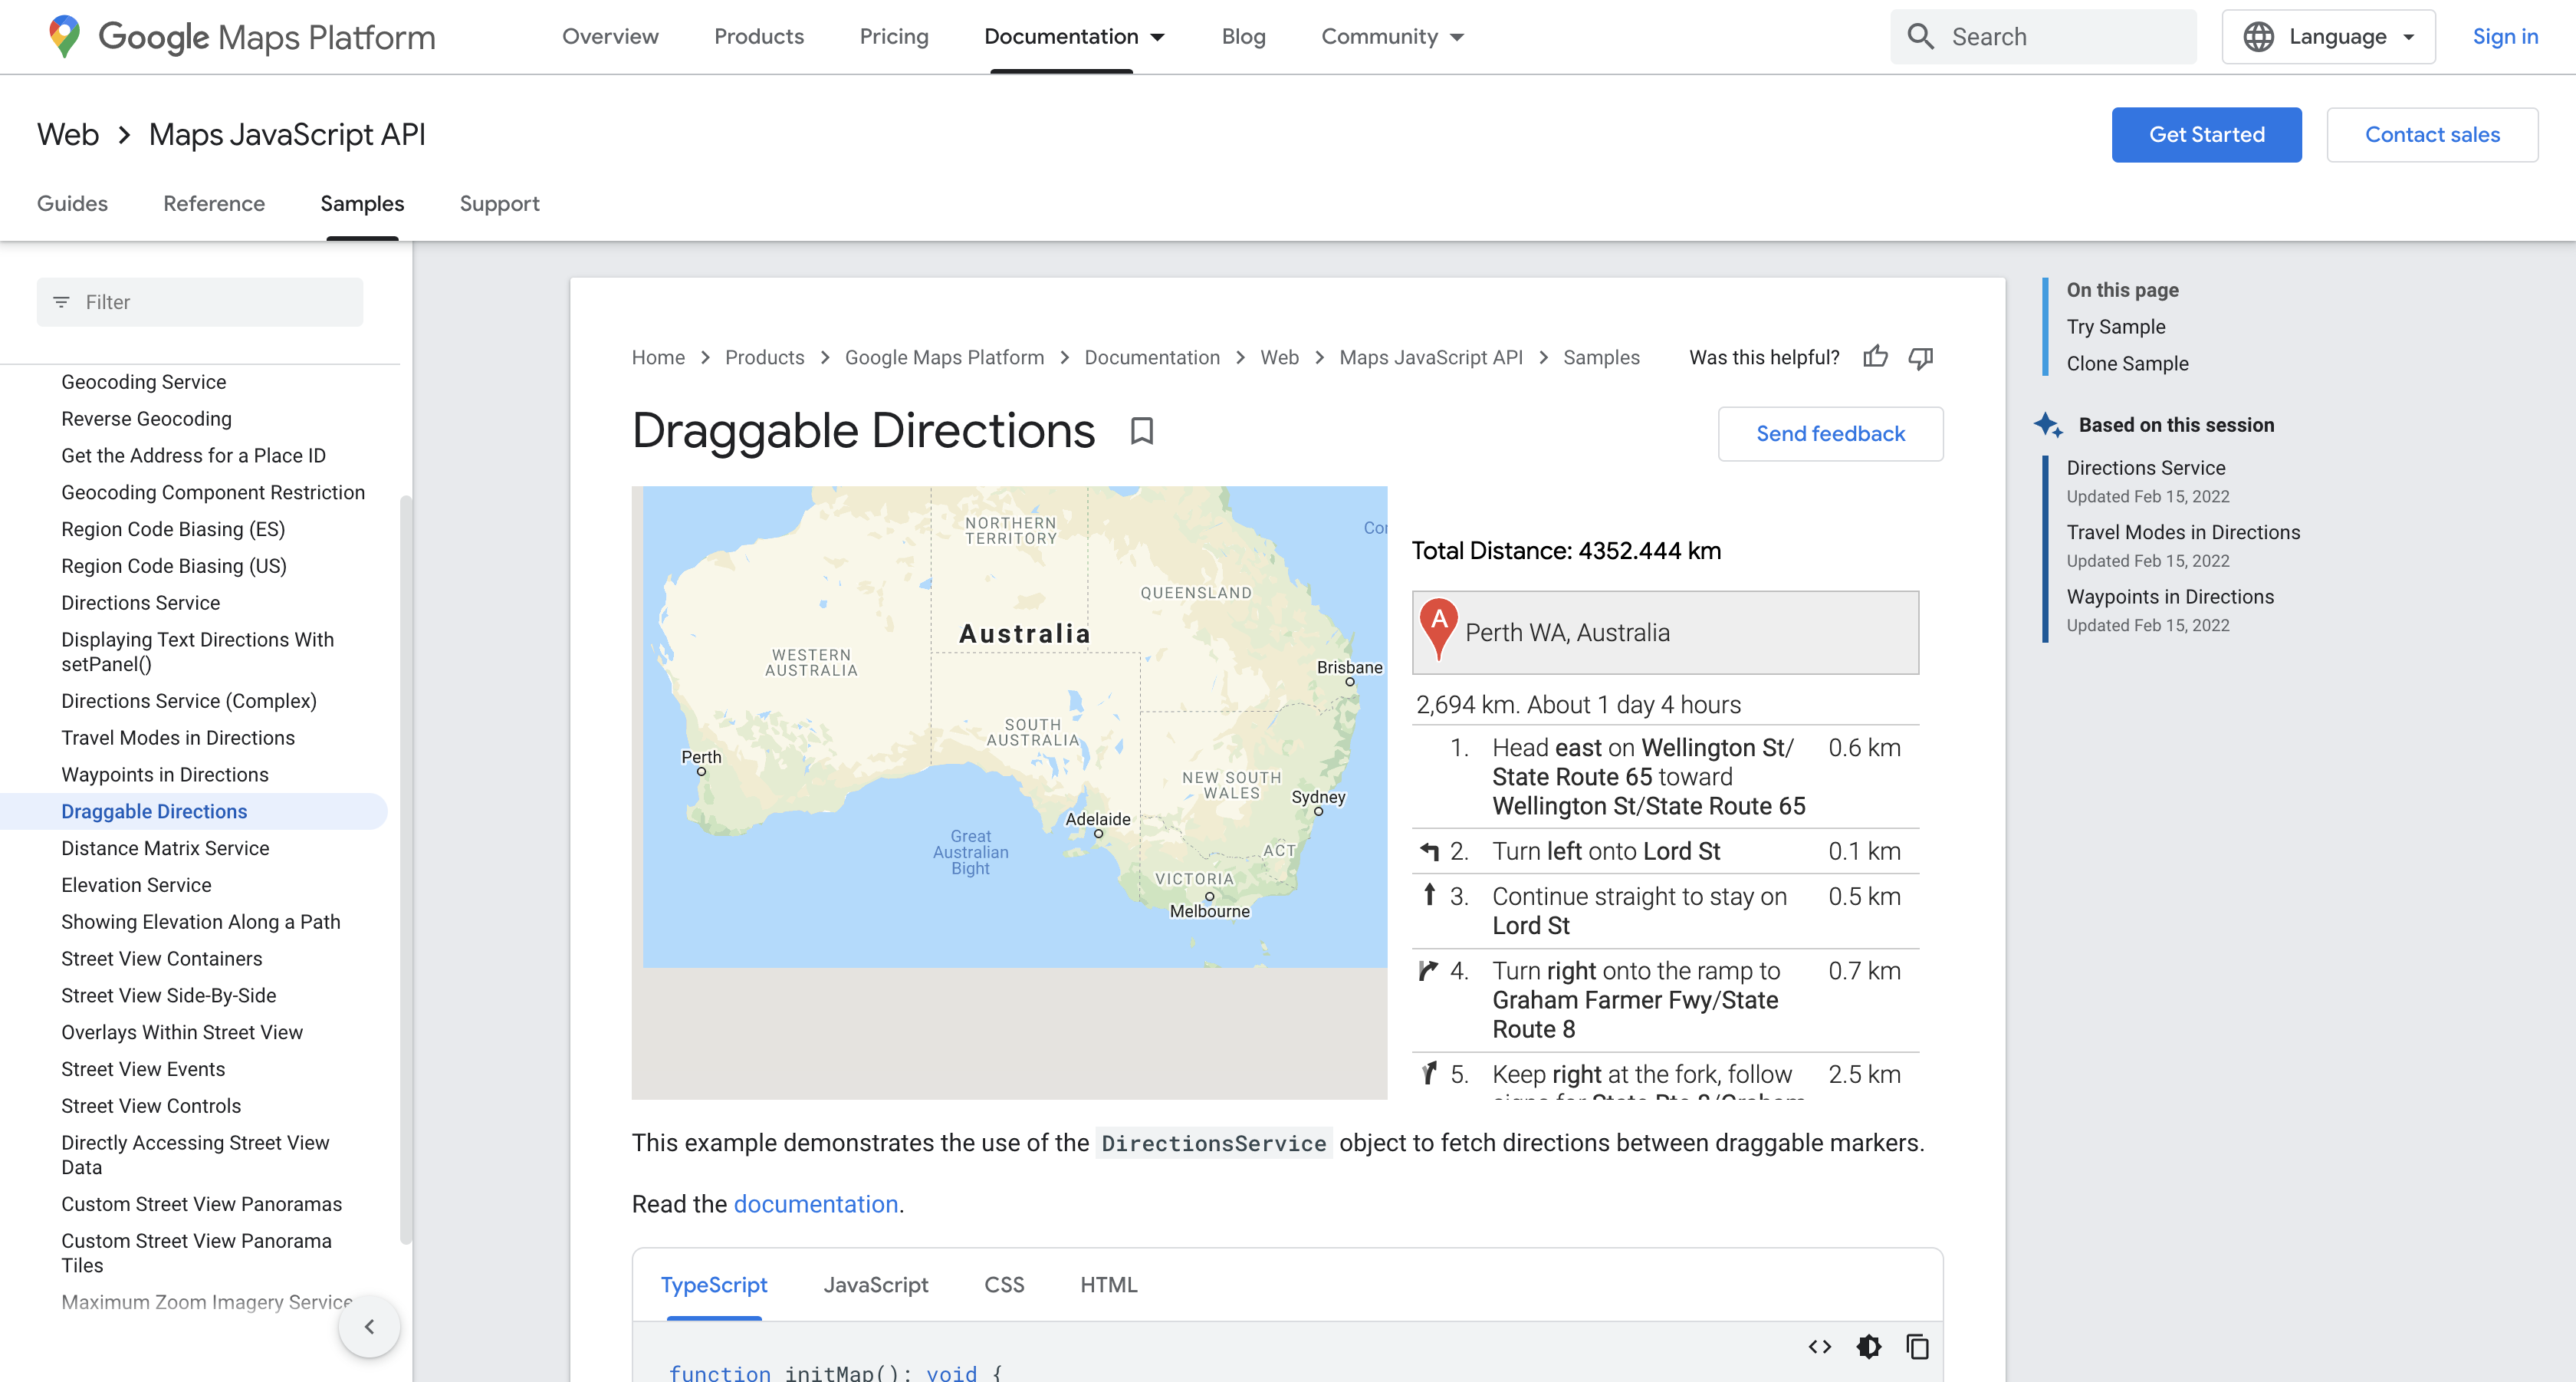 Google Maps Platform
Overview
Products
Pricing
Documentation
Blog
Community
Search
Language
Sign in
Web > Maps JavaScript API
Get Started
Contact sales
Guides
Reference
Samples
Support
Filter
Geocoding Service
Reverse Geocoding
Get the Address for a Place ID
Geocoding Component Restriction
Region Code Biasing (ES)
Region Code Biasing (US)
Directions Service
Displaying Text Directions With
setPanel()
Directions Service (Complex)
Travel Modes in Directions
Waypoints in Directions
Draggable Directions
Distance Matrix Service
Elevation Service
Showing Elevation Along a Path
Street View Containers
Street View Side-By-Side
Overlays Within Street View
Street View Events
Street View Controls
Directly Accessing Street View
Data
Custom Street View Panoramas
Custom Street View Panorama
Tiles
Maximum Zoom Imagery Service
Home > Products > Google Maps Platform > Documentation > Web > Maps JavaScript API > Samples
Was this helpful?
Draggable Directions
Send feedback
NORTHERN
TERRITORY
QUEENSLAND
Australia
WESTERN
AUSTRALIA
Brisbane
SOUTH
AUSTRALIA
Perth
NEW SOUTH
WALES
Sydney
Adelaide
Great
Australian
Bight
ACT
VICTORIA
Melbourne
Total Distance: 4352.444 km
A
Perth WA, Australia
2,694 km. About 1 day 4 hours
1. Head east on Wellington St/ 0.6 km
State Route 65 toward
Wellington St/State Route 65
2. Turn left onto Lord St 0.1 km
3. Continue straight to stay on 0.5 km
Lord St
4. Turn right onto the ramp to 0.7 km
Graham Farmer Fwy/State
Route 8
5. Keep right at the fork, follow 2.5 km
This example demonstrates the use of the DirectionsService object to fetch directions between draggable markers.
Read the documentation.
TypeScript
JavaScript
CSS
HTML
function initMap(): void {
On this page
Try Sample
Clone Sample
Based on this session
Directions Service
Updated Feb 15, 2022
Travel Modes in Directions
Updated Feb 15, 2022
Waypoints in Directions
Updated Feb 15, 2022